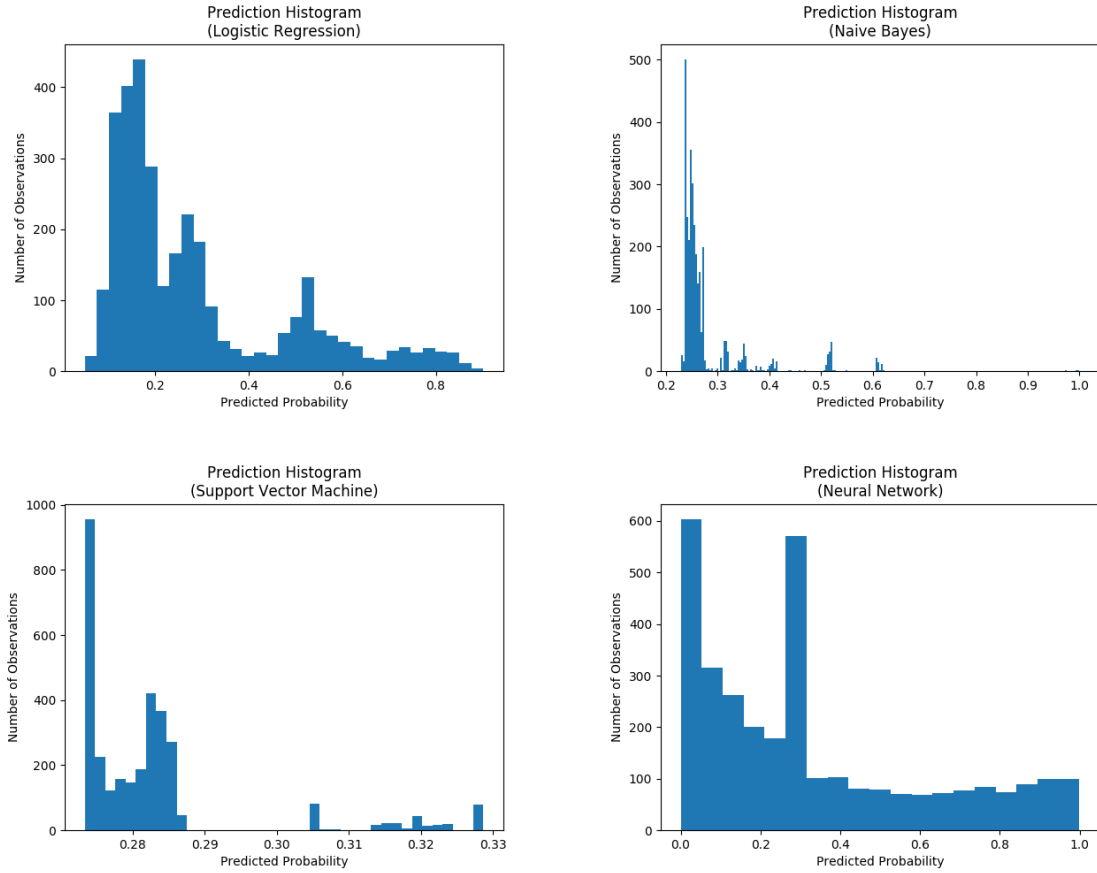 Prediction Histogram
(Logistic Regression)
400
300
200
100
0
Number of Observations
0.2 0.4 0.6 0.8
Predicted Probability
Prediction Histogram
(Naive Bayes)
500
400
300
200
100
0
Number of Observations
0.2 0.3 0.4 0.5 0.6 0.7 0.8 0.9 1.0
Predicted Probability
Prediction Histogram
(Support Vector Machine)
1000
800
600
400
200
0
Number of Observations
0.28 0.29 0.30 0.31 0.32 0.33
Predicted Probability
Prediction Histogram
(Neural Network)
600
500
400
300
200
100
0
Number of Observations
0.0 0.2 0.4 0.6 0.8 1.0
Predicted Probability